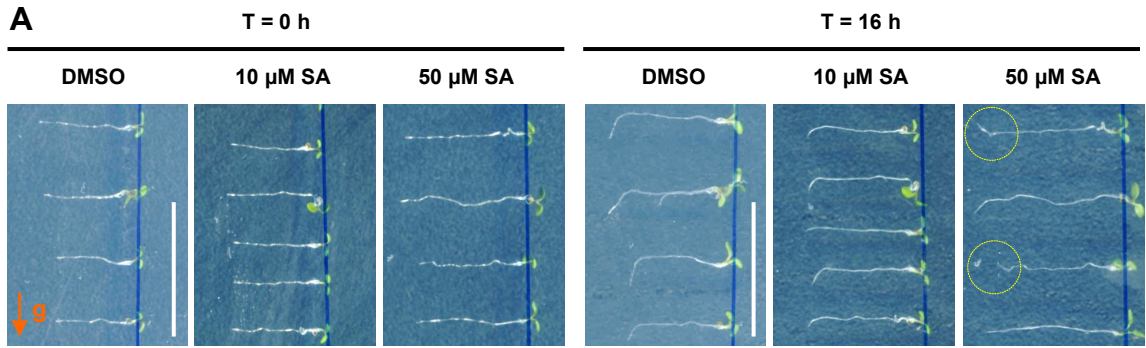 A
T = 0 h
T = 16 h
DMSO
10 µM SA
50 µM SA
DMSO
10 µM SA
50 µM SA
g